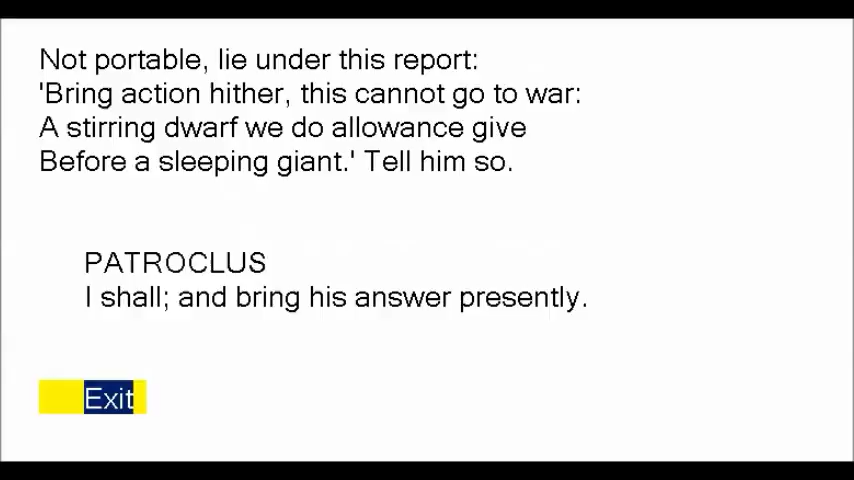 Not portable, lie under this report:
'Bring action hither, this cannot go to war:
A stirring dwarf we do allowance give
Before a sleeping giant.' Tell him so.
PATROCLUS
I shall; and bring his answer presently.
Exit